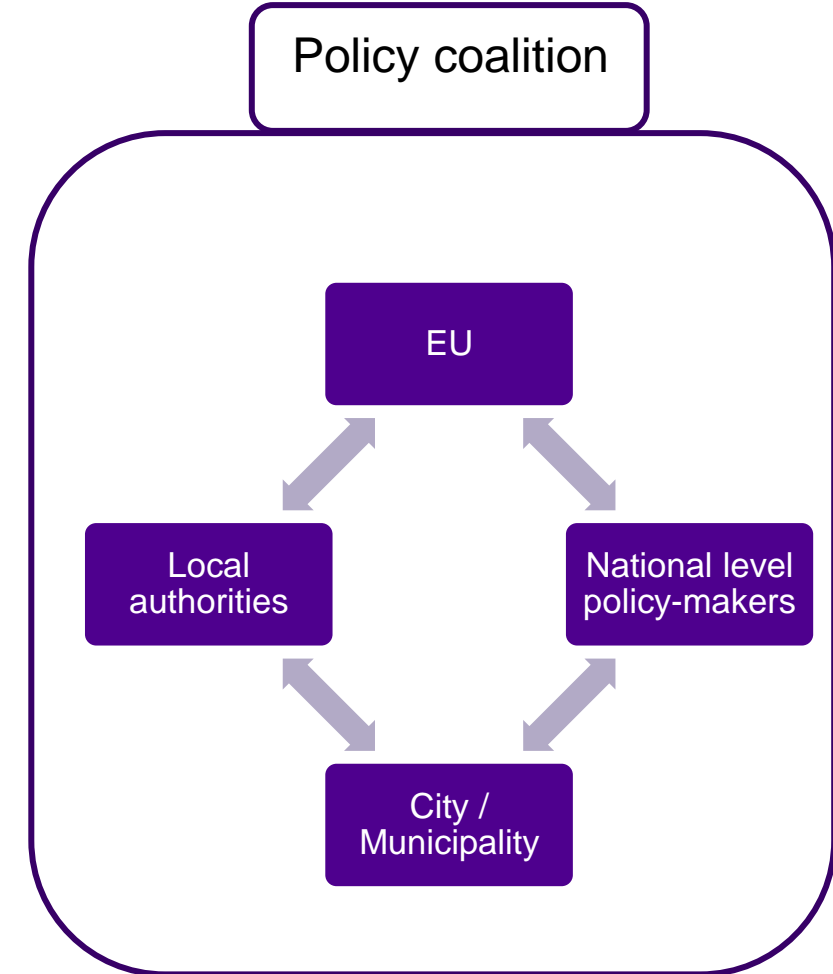 Policy coalition
EU
Local
authorities
National level
policy-makers
City /
Municipality